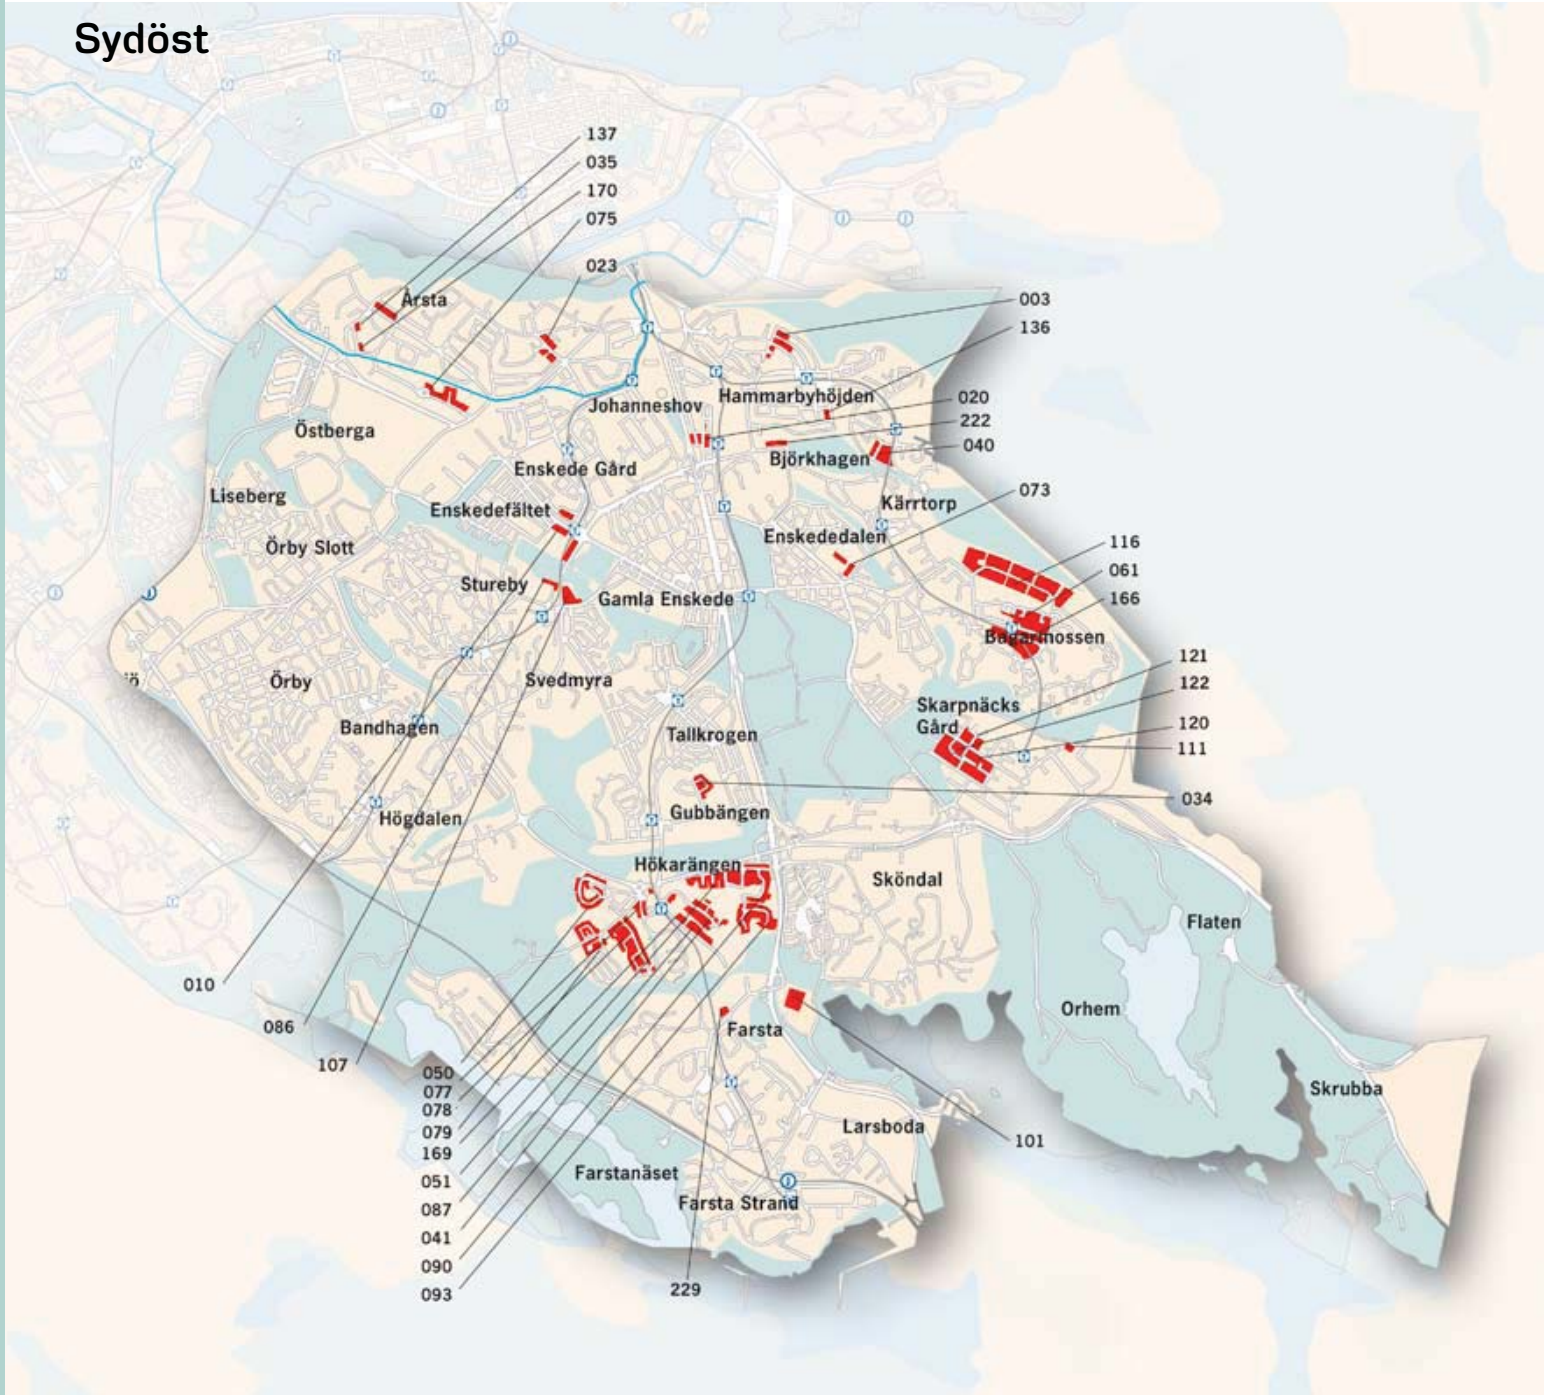 Sydöst
137
035
170
075
023
Årsta
003
136
Hammarbyhöjden
020
Johanneshov
222
Östberga
040
Björkhagen
Enskede Gård
073
Liseberg
Kärrtorp
Enskedefältet
Enskededalen
116
Örby Slott
061
Stureby
166
Gamla Enskede
Bagarmossen
121
Örby
Svedmyra
122
jö
Skarpnäcks
Gård
120
Bandhagen
Tallkrogen
111
034
Gubbängen
Högdalen
Hökarängen
Sköndal
Flaten
010
Orhem
086
Farsta
107
050
077
Skrubba
078
Larsboda
079
101
169
Farstanäset
051
Farsta Strand
087
041
090
229
093